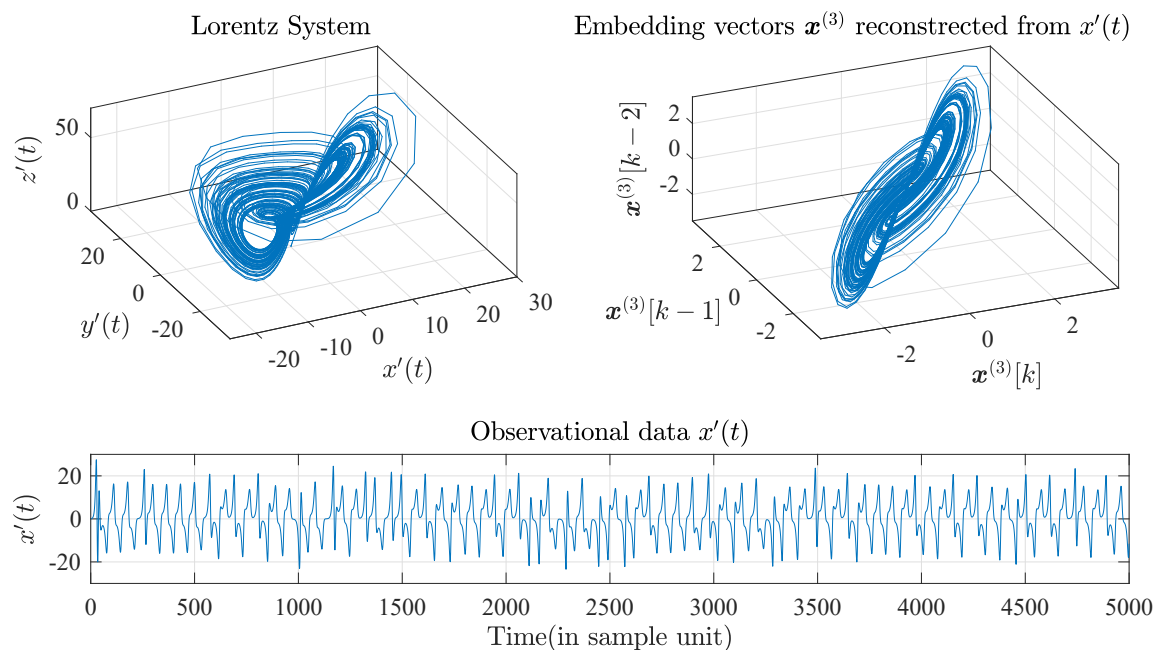 Lorentz System
50
0
z′(t)
20
0
-20
y′(t)
-20
-10
0
10
20
30
x′(t)
Embedding vectors x⁽³⁾ reconstrected from x′(t)
2
0
-2
x⁽³⁾[k − 2]
2
0
-2
x⁽³⁾[k − 1]
-2
0
2
x⁽³⁾[k]
Observational data x′(t)
20
0
-20
x′(t)
0 500 1000 1500 2000 2500 3000 3500 4000 4500 5000
Time(in sample unit)